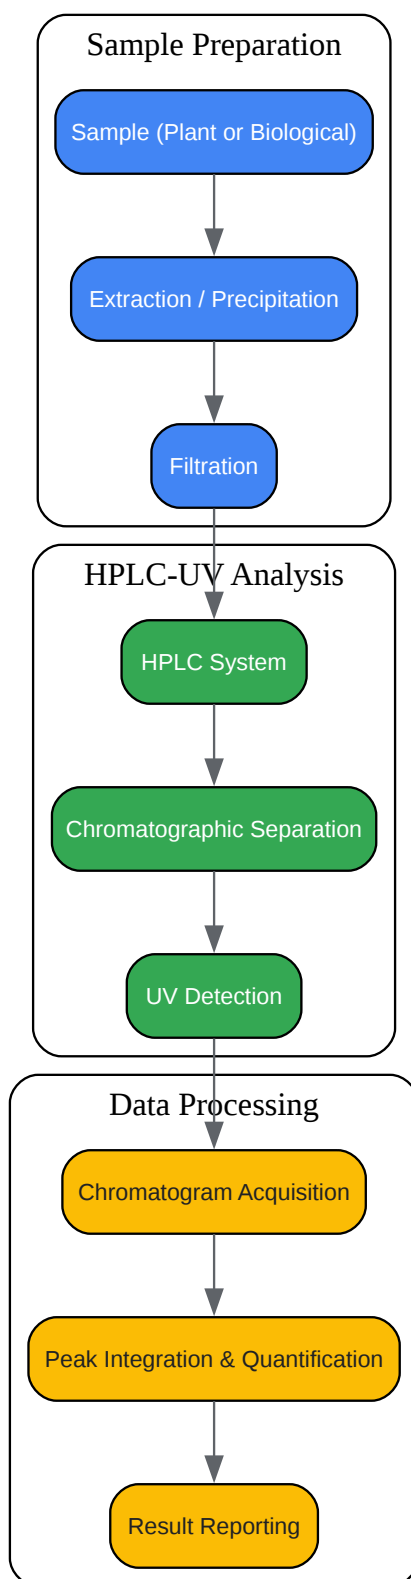 Sample Preparation
Sample (Plant or Biological)
Extraction / Precipitation
Filtration
HPLC-UV Analysis
HPLC System
Chromatographic Separation
UV Detection
Data Processing
Chromatogram Acquisition
Peak Integration & Quantification
Result Reporting